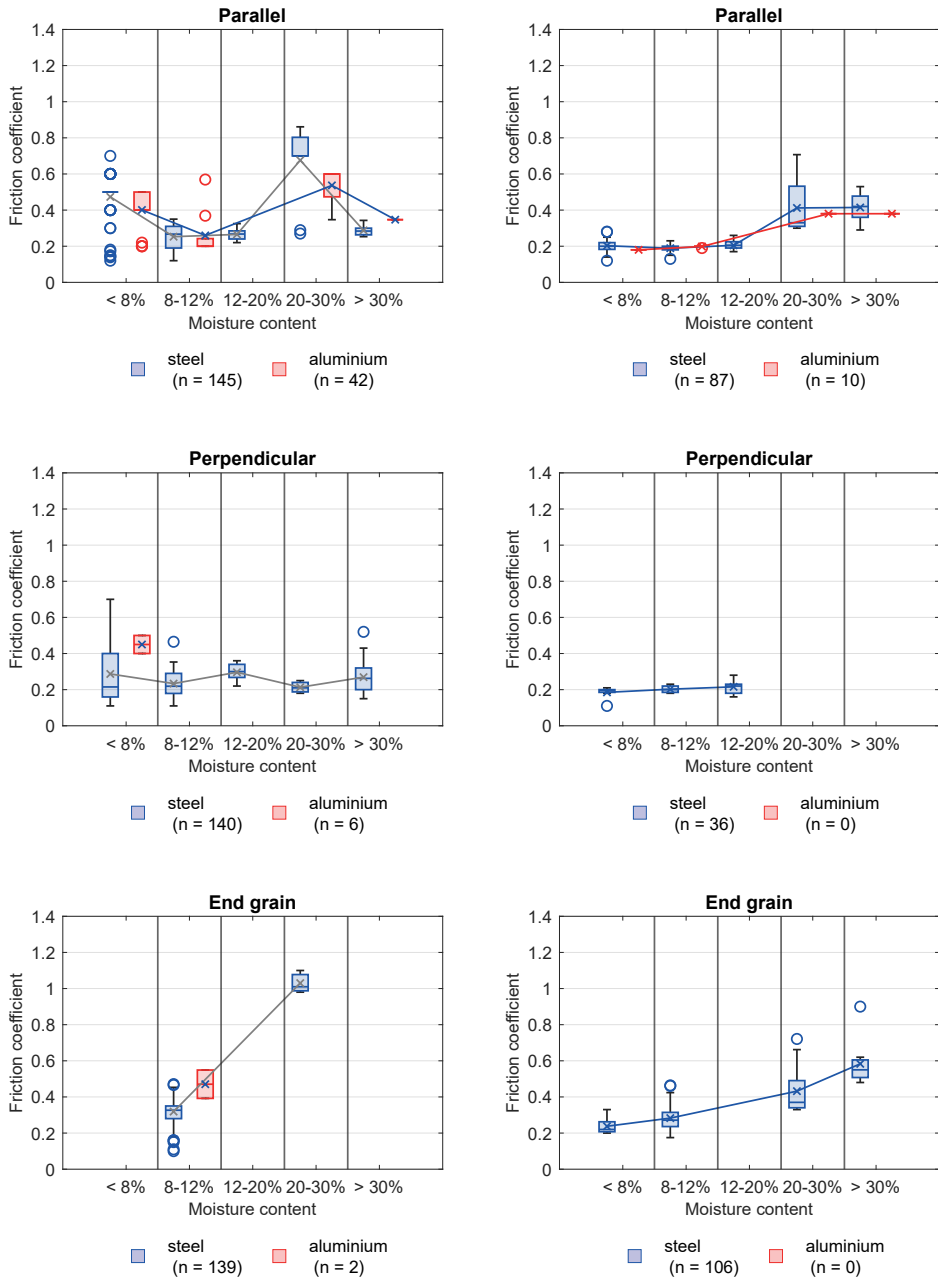 Parallel
1.4
1.2
1
0.8
0.6
0.4
0.2
0
Friction coefficient
< 8% 8-12% 12-20% 20-30% > 30%
Moisture content
steel
(n = 145)
aluminium
(n = 42)
Parallel
1.4
1.2
1
0.8
0.6
0.4
0.2
0
Friction coefficient
< 8% 8-12% 12-20% 20-30% > 30%
Moisture content
steel
(n = 87)
aluminium
(n = 10)
Perpendicular
1.4
1.2
1
0.8
0.6
0.4
0.2
0
Friction coefficient
< 8% 8-12% 12-20% 20-30% > 30%
Moisture content
steel
(n = 140)
aluminium
(n = 6)
Perpendicular
1.4
1.2
1
0.8
0.6
0.4
0.2
0
Friction coefficient
< 8% 8-12% 12-20% 20-30% > 30%
Moisture content
steel
(n = 36)
aluminium
(n = 0)
End grain
1.4
1.2
1
0.8
0.6
0.4
0.2
0
Friction coefficient
< 8% 8-12% 12-20% 20-30% > 30%
Moisture content
steel
(n = 139)
aluminium
(n = 2)
End grain
1.4
1.2
1
0.8
0.6
0.4
0.2
0
Friction coefficient
< 8% 8-12% 12-20% 20-30% > 30%
Moisture content
steel
(n = 106)
aluminium
(n = 0)